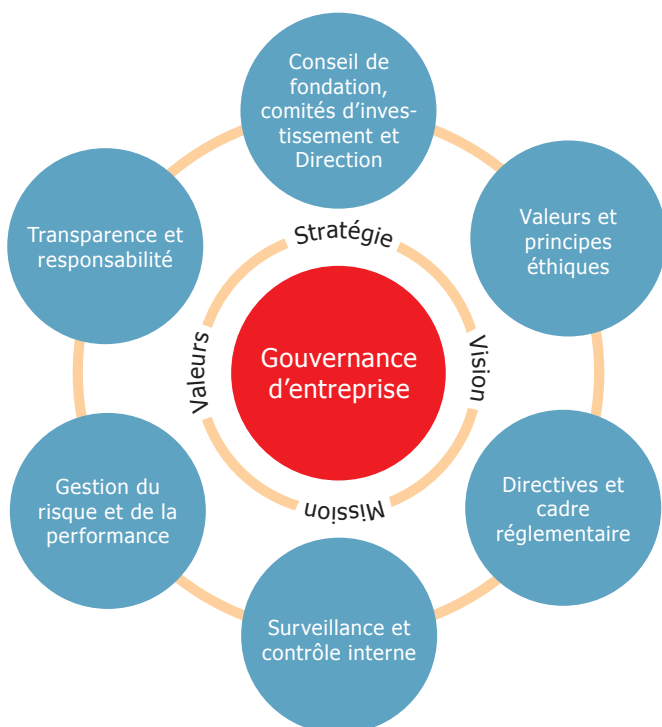 Conseil de
fondation,
comités d'inves-
tissement et
Direction
Valeurs et
principes
éthiques
Directives et
cadre
réglementaire
Surveillance et
contrôle interne
Gestion du
risque et de la
performance
Transparence et
responsabilité
Stratégie
Vision
Mission
Valeurs
Gouvernance
d'entreprise